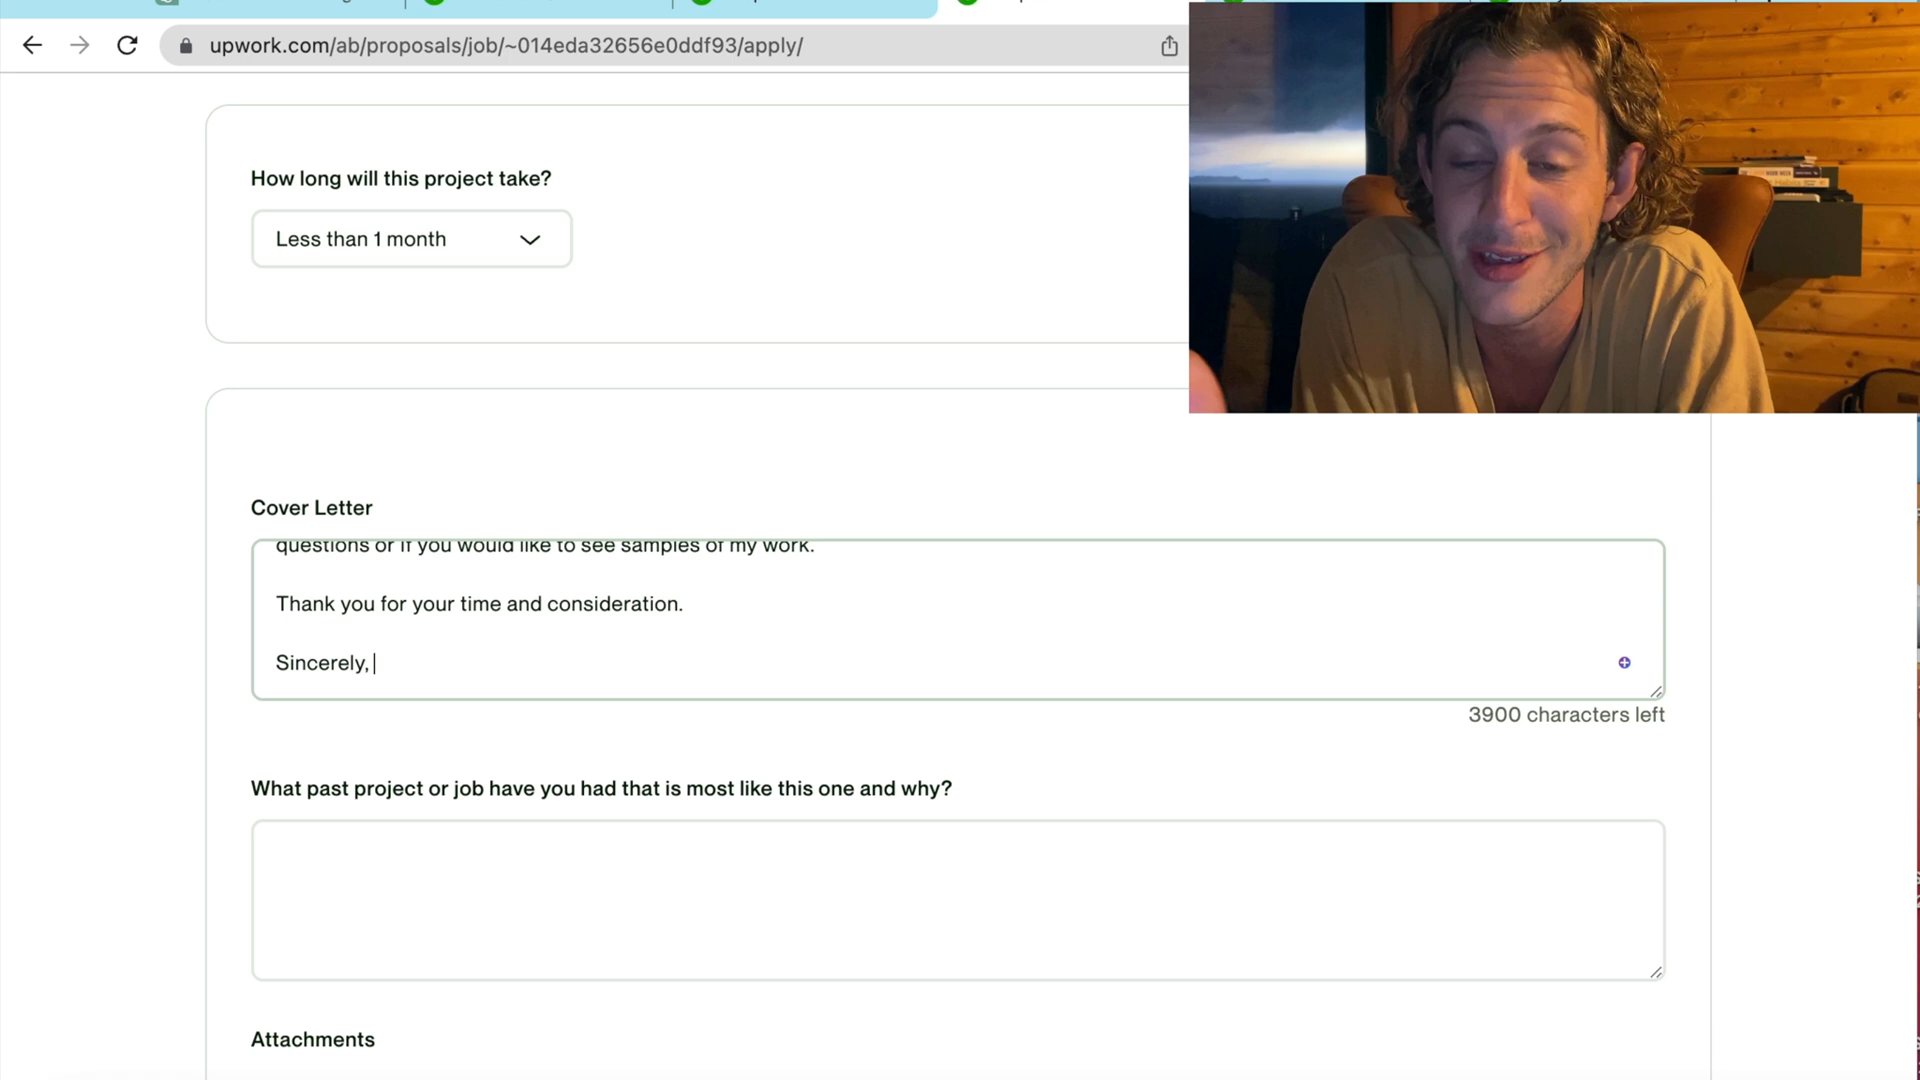 upwork.com/ab/proposals/job/~014eda32656e0ddf93/apply/
How long will this project take?
Less than 1 month
Cover Letter
questions or if you would like to see samples of my work.
Thank you for your time and consideration.
Sincerely,
3900 characters left
What past project or job have you had that is most like this one and why?
Attachments